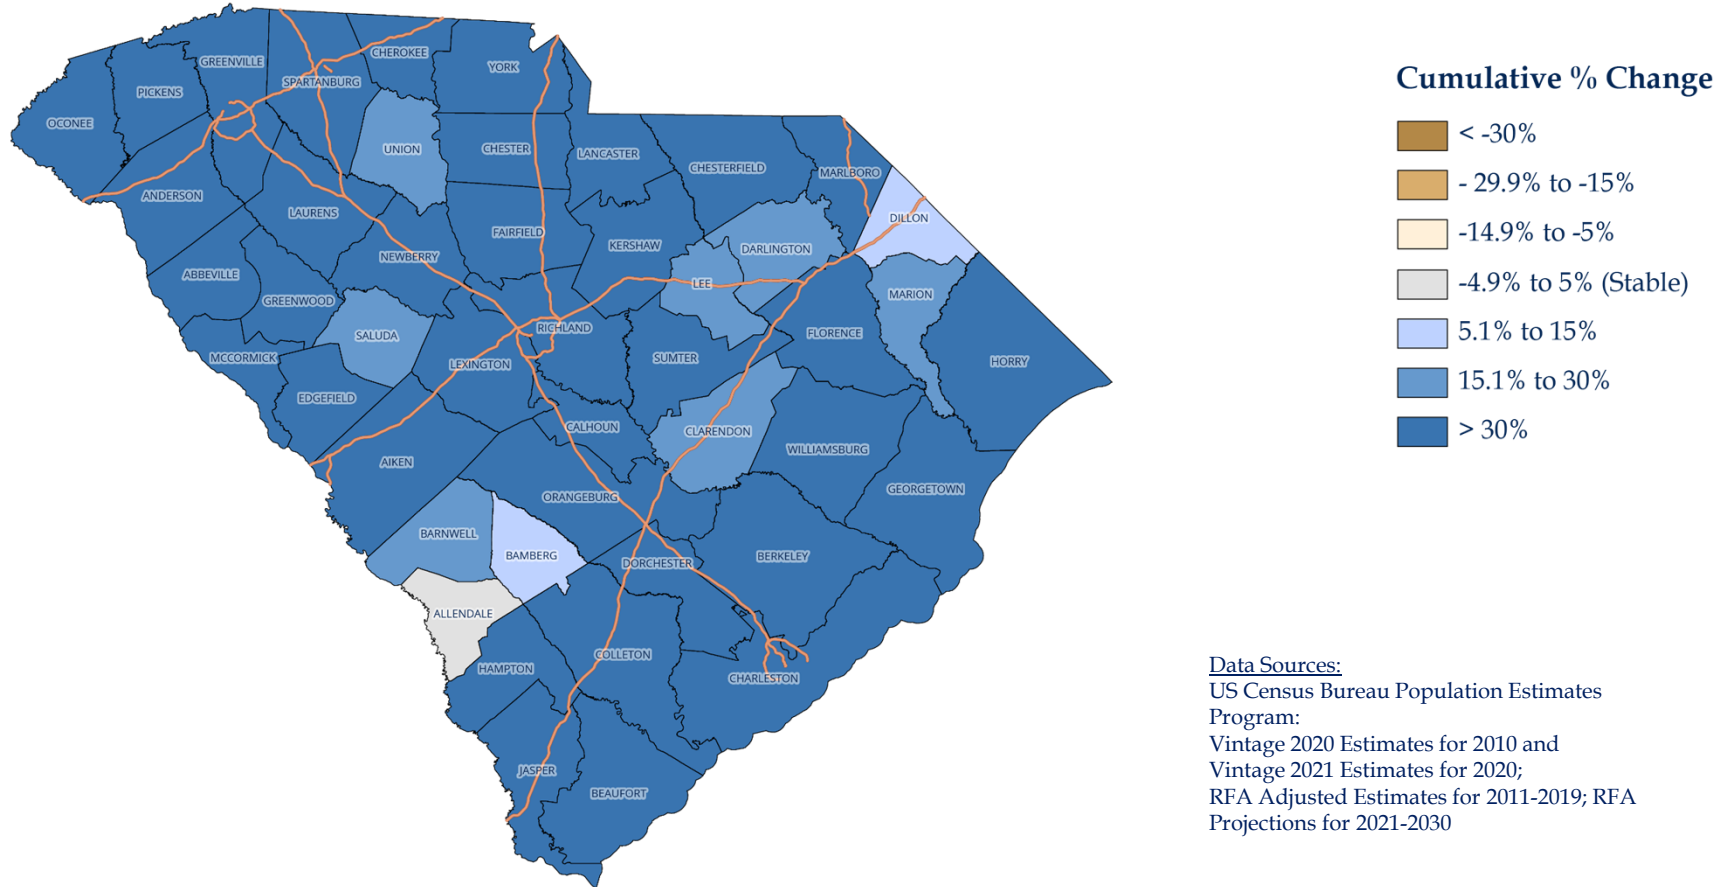 Cumulative % Change
< -30%
- 29.9% to -15%
-14.9% to -5%
-4.9% to 5% (Stable)
5.1% to 15%
15.1% to 30%
> 30%
CHEROKEE
GREENVILLE
YORK
SPARTANBURG
PICKENS
OCONEE
UNION
CHESTER
LANCASTER
CHESTERFIELD
MARLBORO
ANDERSON
LAURENS
DILLON
FAIRFIELD
KERSHAW
DARLINGTON
NEWBERRY
ABBEVILLE
LEE
MARION
GREENWOOD
RICHLAND
SALUDA
FLORENCE
MCCORMICK
SUMTER
HORRY
LEXINGTON
EDGEFIELD
CALHOUN
CLARENDON
WILLIAMSBURG
AIKEN
GEORGETOWN
ORANGEBURG
BARNWELL
BAMBERG
BERKELEY
DORCHESTER
ALLENDALE
COLLETON
HAMPTON
CHARLESTON
JASPER
BEAUFORT
Data Sources:
US Census Bureau Population Estimates
Program:
Vintage 2020 Estimates for 2010 and
Vintage 2021 Estimates for 2020;
RFA Adjusted Estimates for 2011-2019; RFA
Projections for 2021-2030